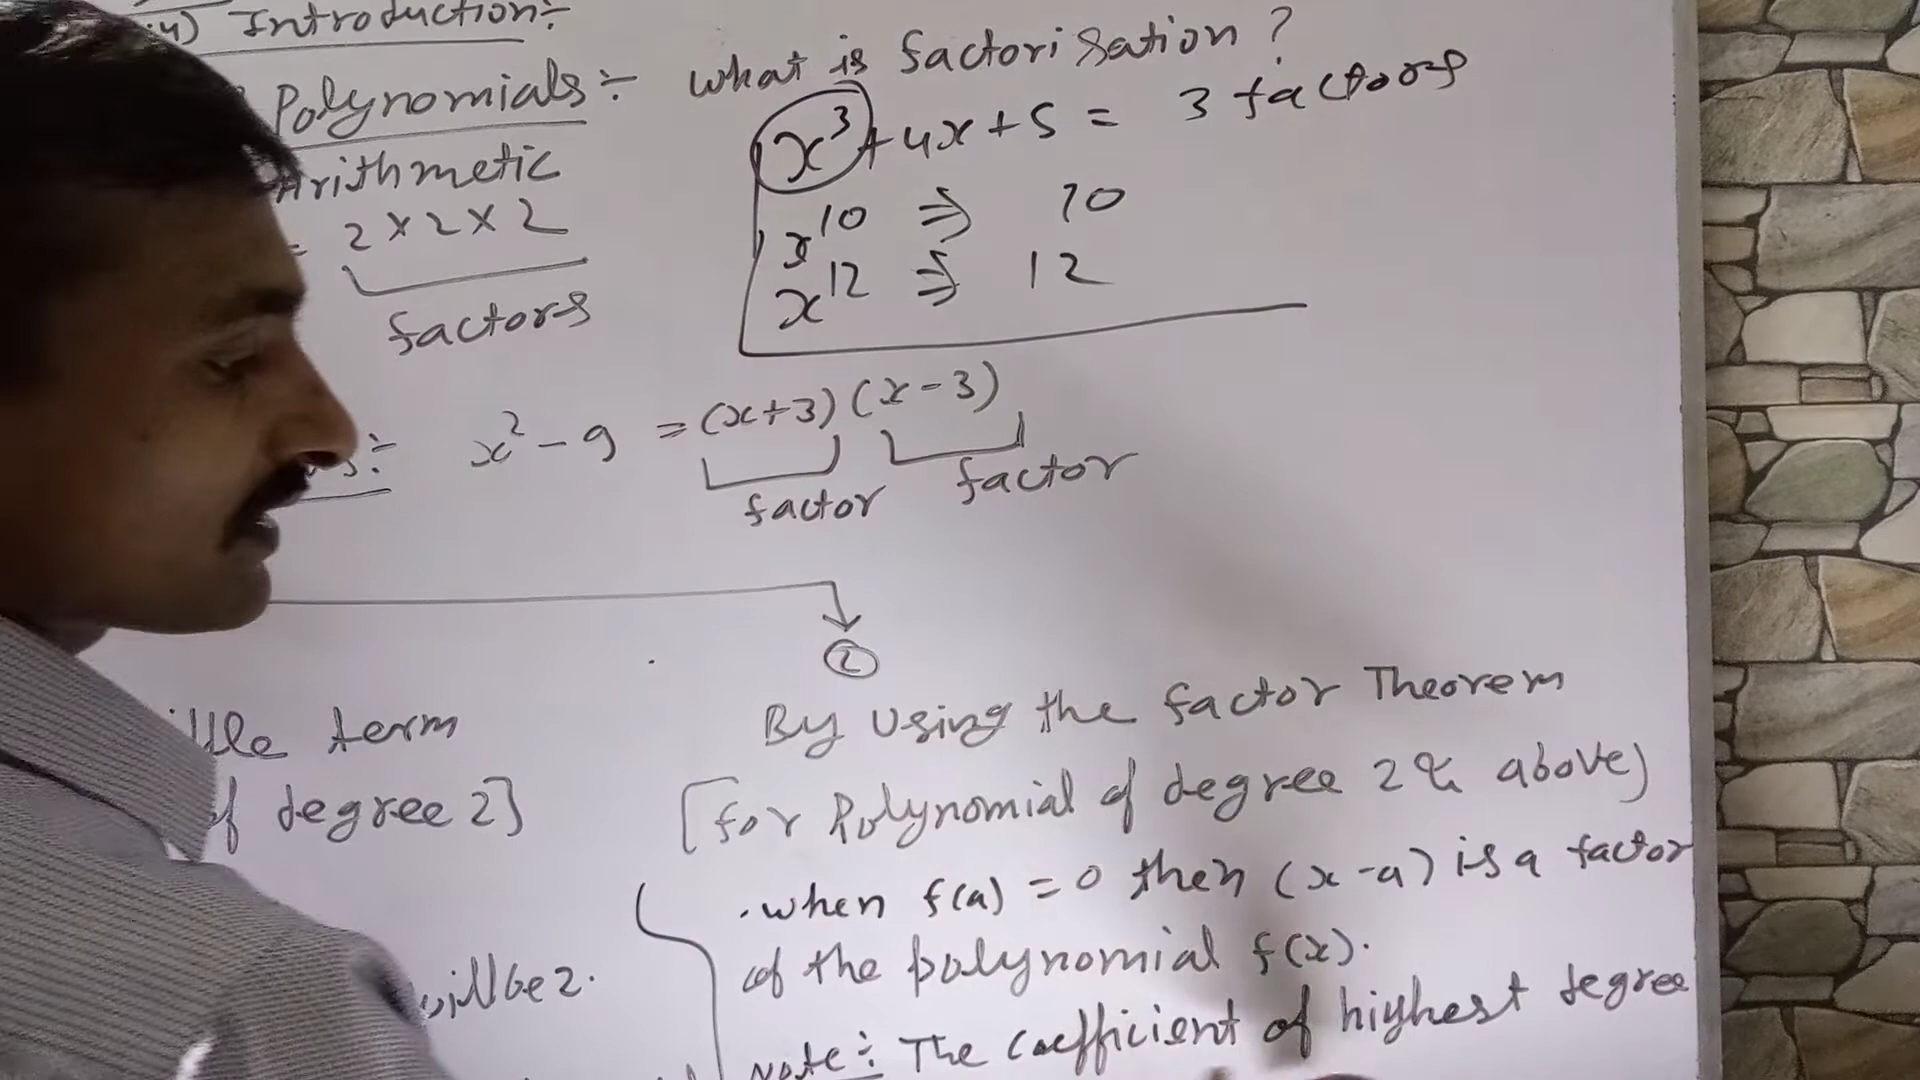 Introduction:-
Polynomials:- What is factorisation?
x³ + 4x + 5 = 3 factors
Arithmetic
x¹⁰ ⇒ 10
= 2 × 2 × 2
x¹² ⇒ 12
factors
x² - 9 = (x+3) (x-3)
factor factor
2
term
By using the factor Theorem
of degree 2]
[for Polynomial of degree 2 & above)
.when f(a) = 0 then (x-a) is a factor
of the polynomial f(x).
will be 2.
Note:- The coefficient of highest degree